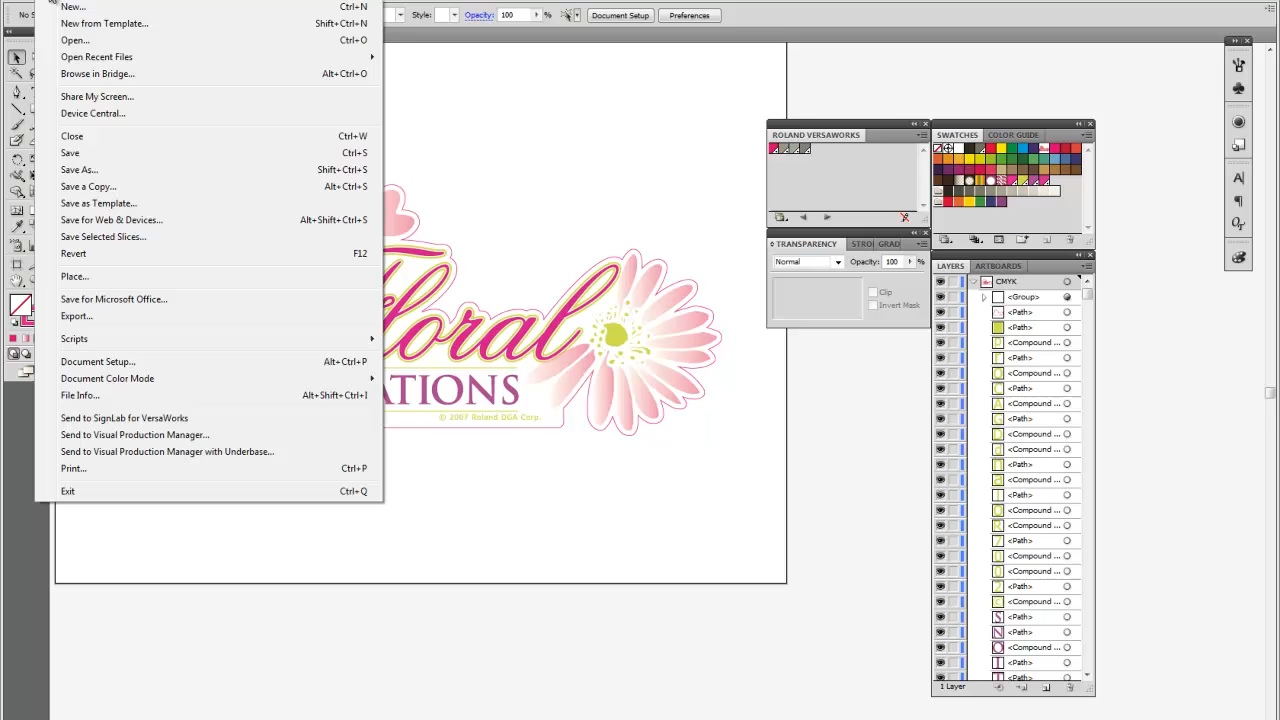 New... Ctrl+N
New from Template... Shift+Ctrl+N
Open... Ctrl+O
Open Recent Files
Browse in Bridge... Alt+Ctrl+O
Share My Screen...
Device Central...
Close Ctrl+W
Save Ctrl+S
Save As... Shift+Ctrl+S
Save a Copy... Alt+Ctrl+S
Save as Template...
Save for Web & Devices... Alt+Shift+Ctrl+S
Save Selected Slices...
Revert F12
Place...
Save for Microsoft Office...
Export...
Scripts
Document Setup... Alt+Ctrl+P
Document Color Mode
File Info... Alt+Shift+Ctrl+I
Send to SignLab for VersaWorks
Send to Visual Production Manager...
Send to Visual Production Manager with
Print... Ctrl+P
Exit Ctrl+Q
No S
Style:
Opacity: 100 %
Document Setup
Preferences
Floral
ATIONS
© 2007 Roland DGA Corp.
ROLAND VERSAWORKS
SWATCHES COLOR GUIDE
TRANSPARENCY STRO GRAD
Normal Opacity: 100 %
Clip
Invert Mask
LAYERS ARTBOARDS
CMYK
<Group>
<Path>
<Path>
P <Compound ...
r <Path>
o <Compound ...
C <Path>
A <Compound ...
G <Path>
D <Compound ...
d <Compound ...
n <Path>
a <Compound ...
l <Path>
o <Compound ...
R <Compound ...
7 <Path>
0 <Compound ...
0 <Compound ...
2 <Path>
© <Compound ...
S <Path>
N <Path>
O <Compound ...
I <Path>
T <Path>
1 Layer
A